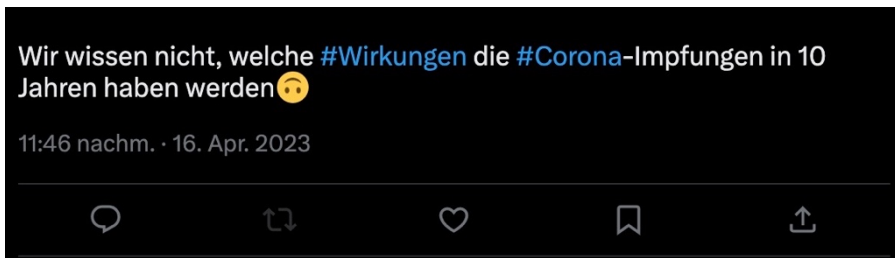 Wir wissen nicht, welche #Wirkungen die #Corona-Impfungen in 10
Jahren haben werden🙃
11:46 nachm. · 16. Apr. 2023